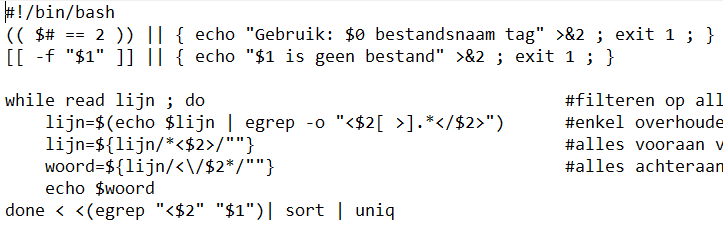 #!/bin/bash
(( $# == 2 )) || { echo "Gebruik: $0 bestandsnaam tag" >&2 ; exit 1 ; }
[[ -f "$1" ]] || { echo "$1 is geen bestand" >&2 ; exit 1 ; }

while read lijn ; do #filteren op all
    lijn=$(echo $lijn | egrep -o "<$2[ >].*</$2>") #enkel overhoude
    lijn=${lijn/*<$2>/""} #alles vooraan v
    woord=${lijn/<\/$2*/""} #alles achteraan
    echo $woord
done < <(egrep "<$2" "$1")| sort | uniq